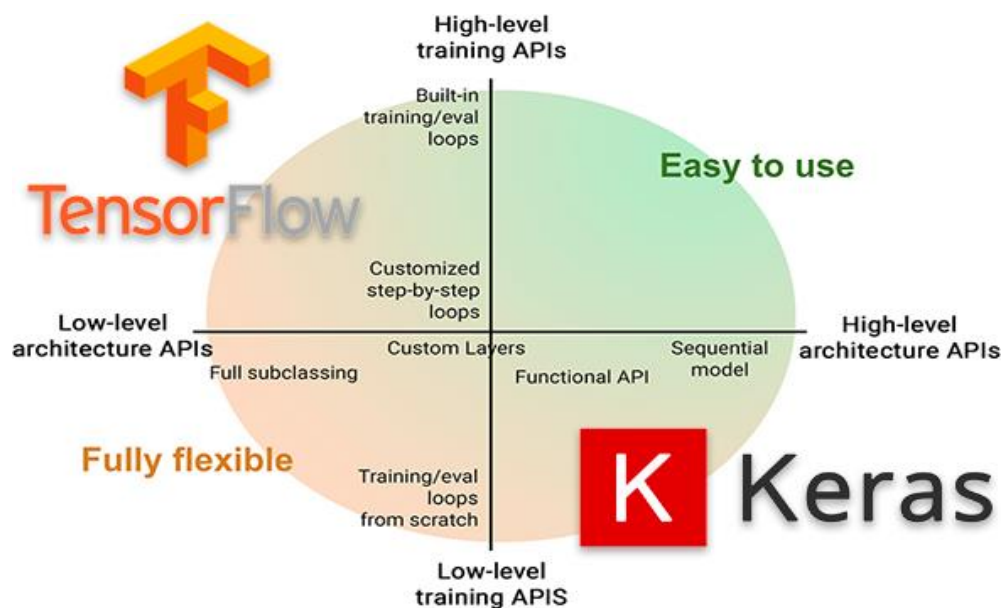 High-level
training APIs
Built-in
training/eval
loops
Easy to use
TensorFlow
Customized
step-by-step
loops
Low-level
architecture APIs
High-level
architecture APIs
Custom Layers
Sequential
model
Full subclassing
Functional API
Fully flexible
K Keras
Training/eval
loops
from scratch
Low-level
training APIS